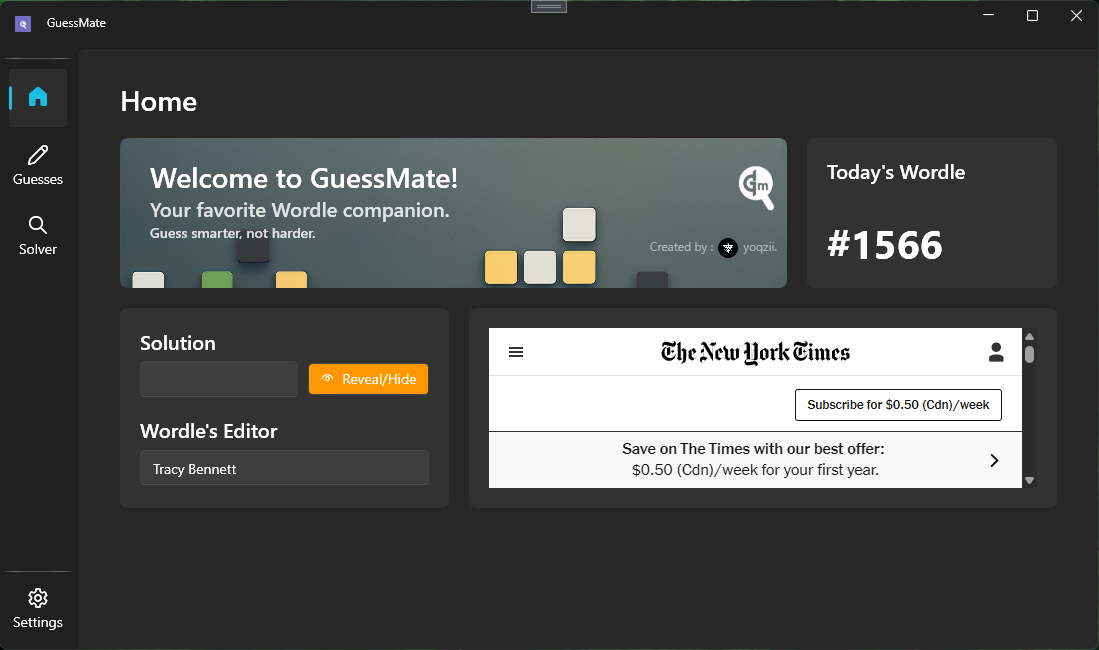 GuessMate
Home
Welcome to GuessMate!
Your favorite Wordle companion.
Guess smarter, not harder.
Gm
Created by : yoqzii.
Today's Wordle
#1566
Guesses
Solver
Solution
Reveal/Hide
Wordle's Editor
Tracy Bennett
The New York Times
Subscribe for $0.50 (Cdn)/week
Save on The Times with our best offer:
$0.50 (Cdn)/week for your first year.
Settings